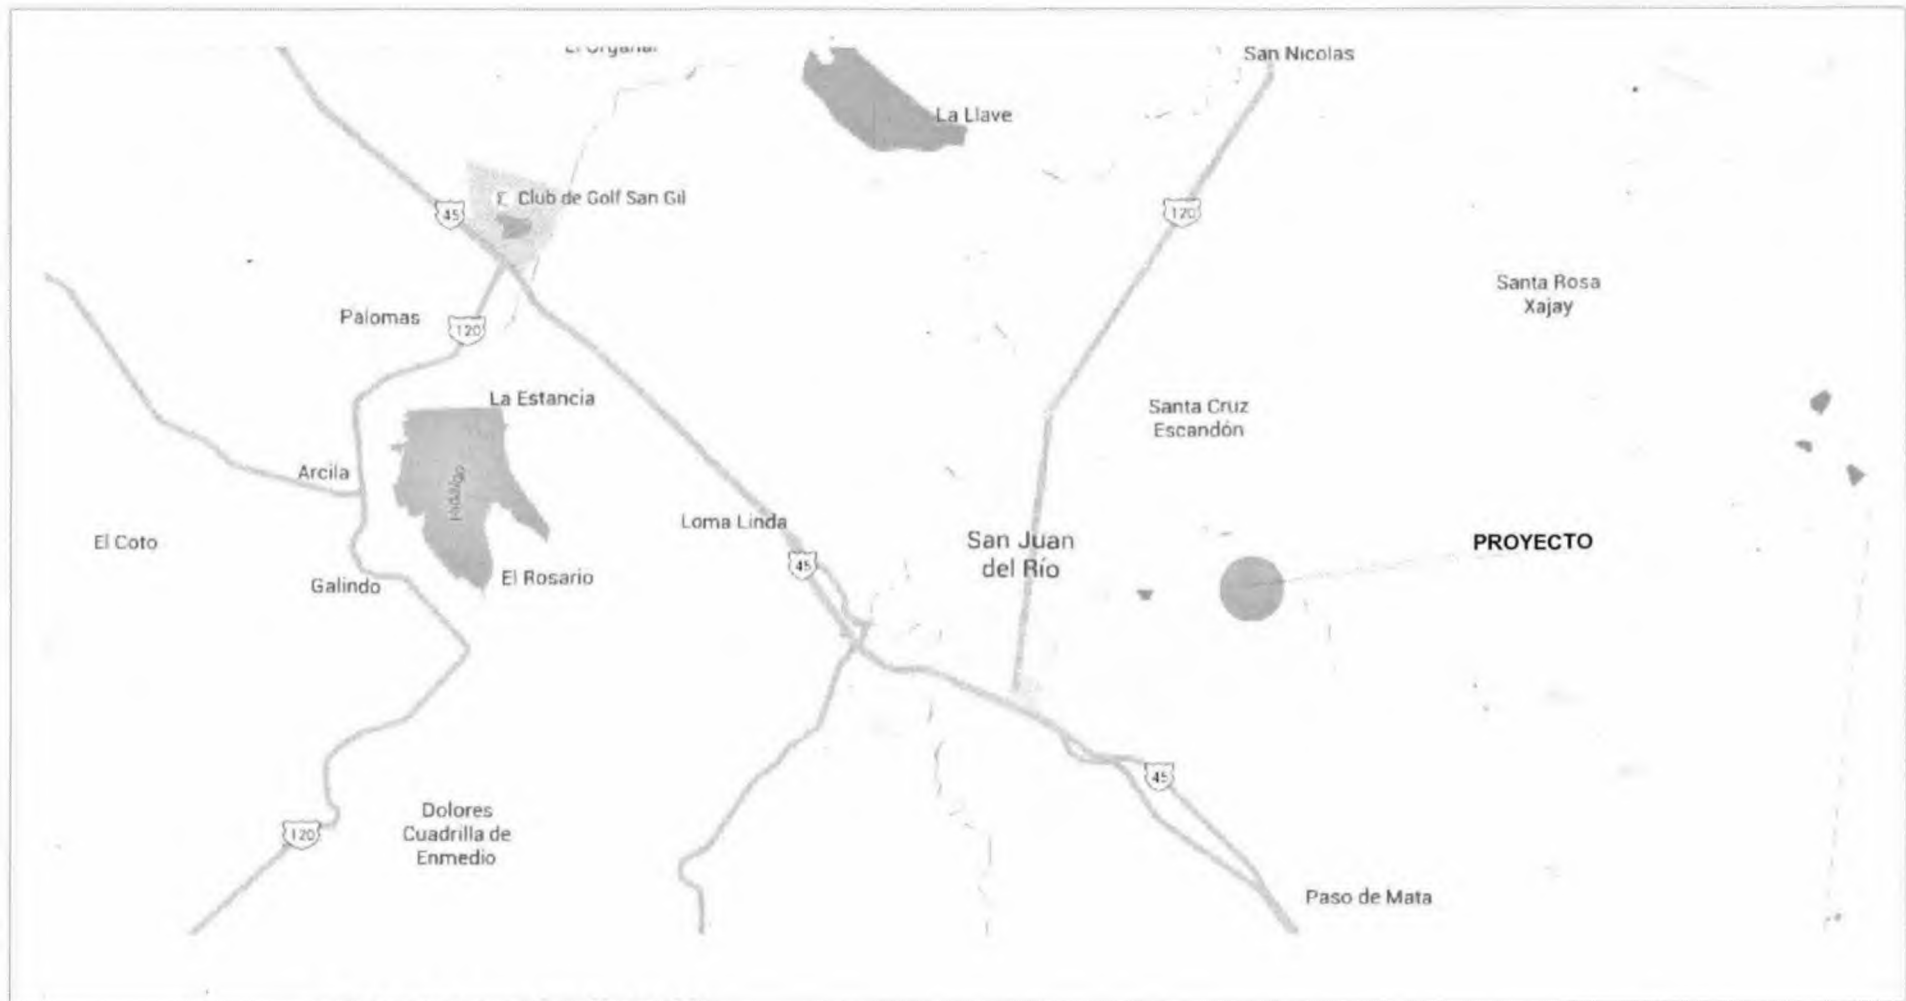 San Nicolas
La Llave
Club de Golf San Gil
45
120
Santa Rosa
Xajay
Palomas
120
La Estancia
Santa Cruz
Escandón
Arcila
Hidalgo
Loma Linda
El Coto
San Juan
del Río
PROYECTO
45
Galindo
El Rosario
45
Dolores
Cuadrilla de
Enmedio
120
Paso de Mata